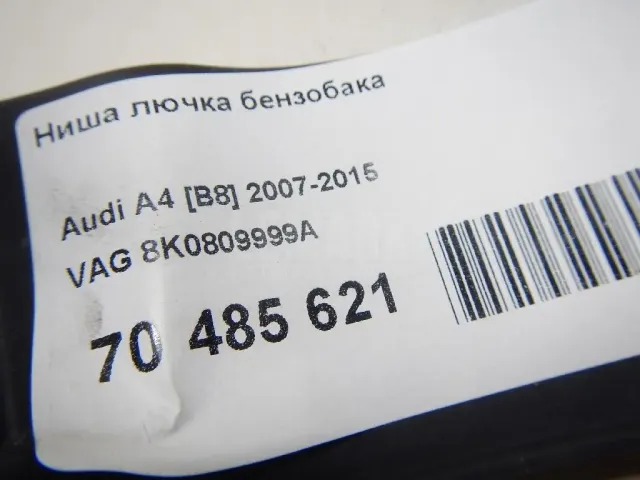 Ниша лючка бензобака
Audi A4 [B8] 2007-2015
VAG 8K0809999A
70 485 621